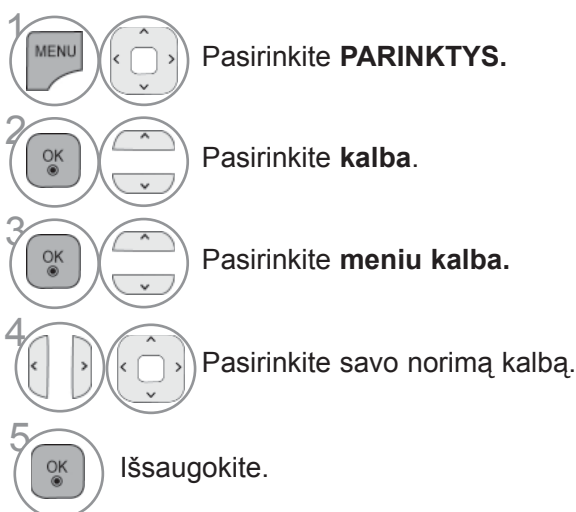 1 MENU Pasirinkite PARINKTYS.
2 OK Pasirinkite kalba.
3 OK Pasirinkite meniu kalba.
4 Pasirinkite savo norimą kalbą.
5 OK Išsaugokite.